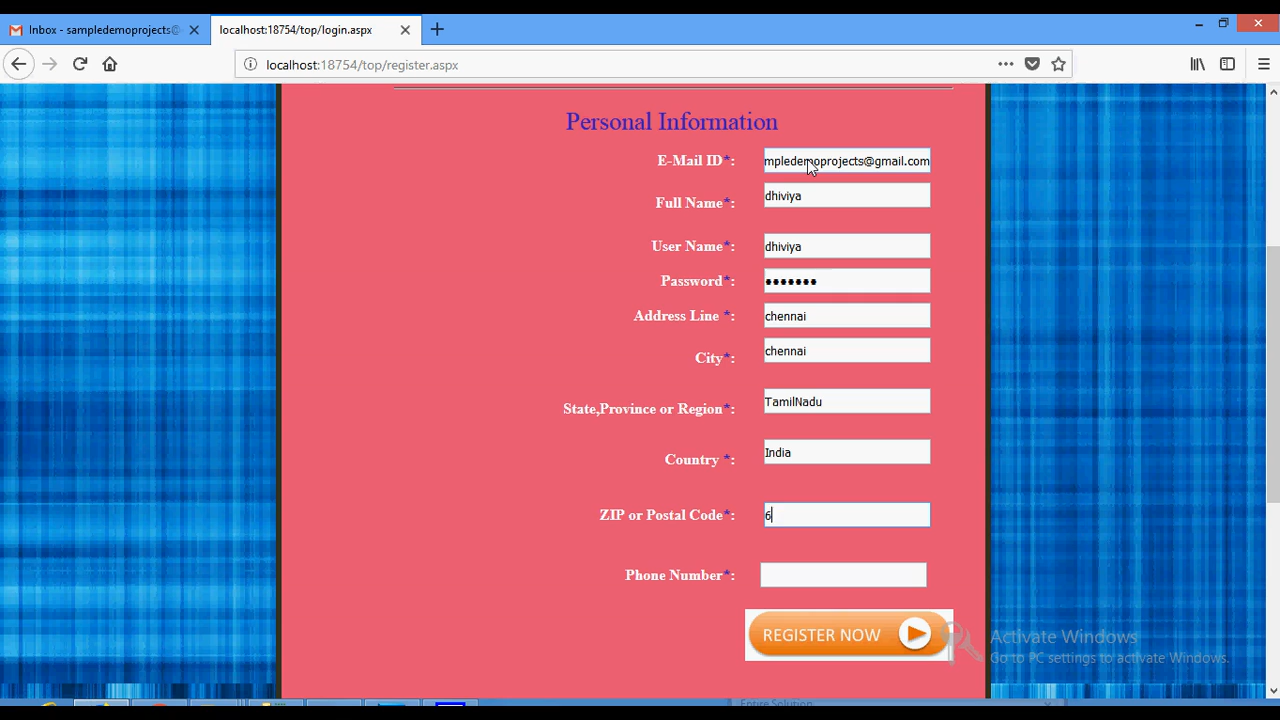 Inbox - sampledemoprojects@
localhost:18754/top/login.aspx
localhost:18754/top/register.aspx
Personal Information
E-Mail ID*: mpledemoprojects@gmail.com
Full Name*: dhiviya
User Name*: dhiviya
Password*: •••••••
Address Line *: chennai
City*: chennai
State,Province or Region*: TamilNadu
Country *: India
ZIP or Postal Code*: 6
Phone Number*:
REGISTER NOW
Activate Windows
Go to PC settings to activate Windows.
Entire Solution